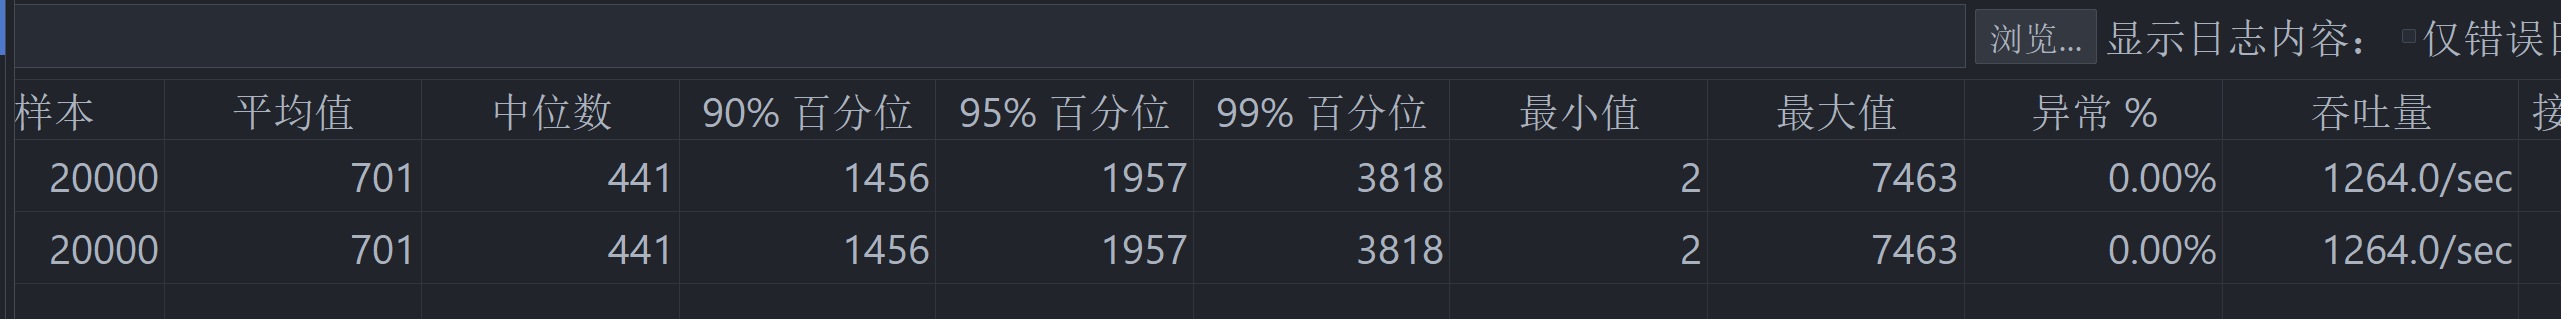 浏览... 显示日志内容： 仅错误
样本 平均值 中位数 90% 百分位 95% 百分位 99% 百分位 最小值 最大值 异常 % 吞吐量 接
20000 701 441 1456 1957 3818 2 7463 0.00% 1264.0/sec
20000 701 441 1456 1957 3818 2 7463 0.00% 1264.0/sec